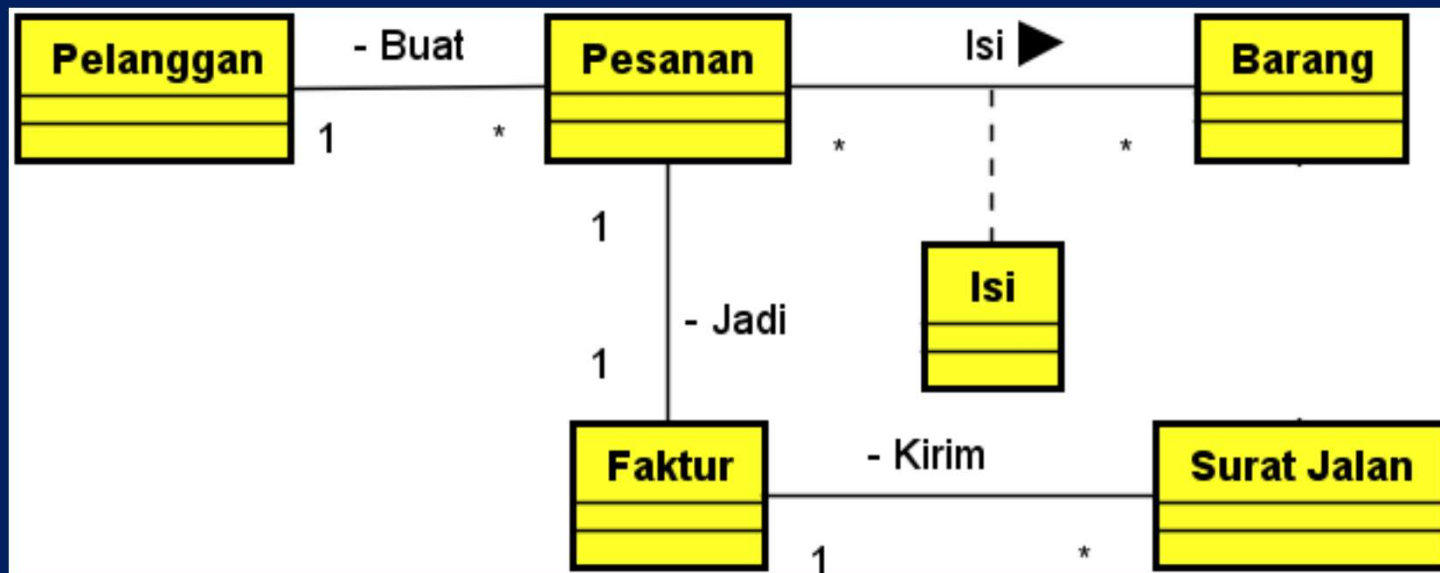 Pelanggan
- Buat
Pesanan
Isi ►
Barang
1
*
*
*
1
Isi
- Jadi
1
Faktur
- Kirim
Surat Jalan
1
*